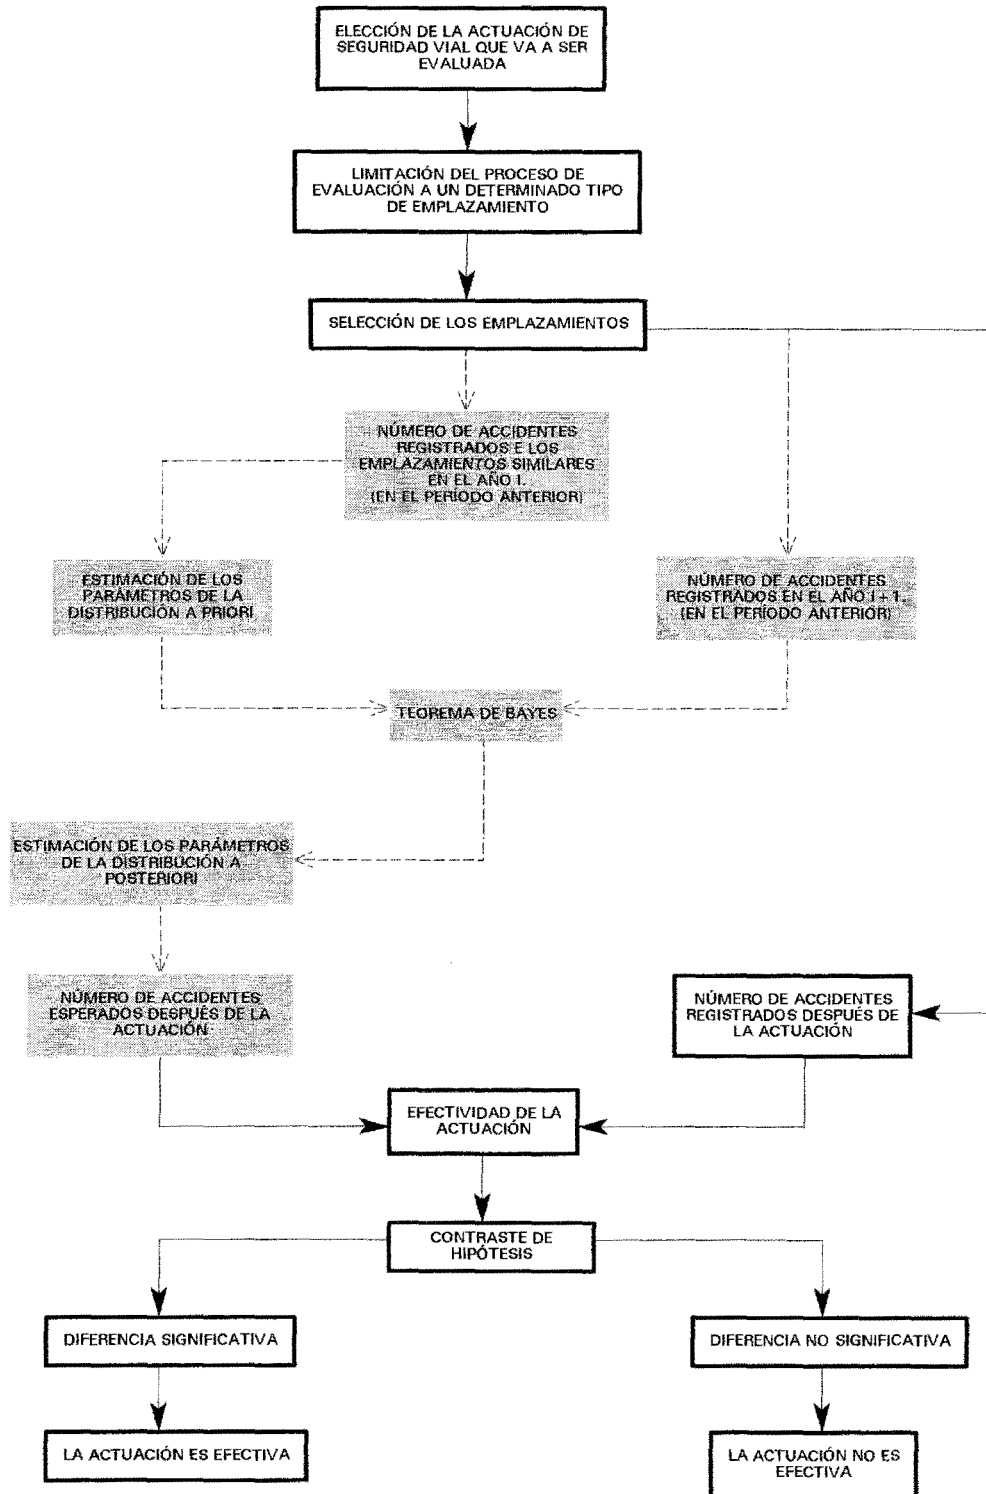 ELECCIÓN DE LA ACTUACIÓN DE
SEGURIDAD VIAL QUE VA A SER
EVALUADA
LIMITACIÓN DEL PROCESO DE
EVALUACIÓN A UN DETERMINADO TIPO
DE EMPLAZAMIENTO
SELECCIÓN DE LOS EMPLAZAMIENTOS
NÚMERO DE ACCIDENTES
REGISTRADOS E LOS
EMPLAZAMIENTOS SIMILARES
EN EL AÑO I.
(EN EL PERÍODO ANTERIOR)
ESTIMACIÓN DE LOS
PARÁMETROS DE LA
DISTRIBUCIÓN A PRIORI
NÚMERO DE ACCIDENTES
REGISTRADOS EN EL AÑO I + 1.
(EN EL PERÍODO ANTERIOR)
TEOREMA DE BAYES
ESTIMACIÓN DE LOS PARÁMETROS
DE LA DISTRIBUCIÓN A
POSTERIORI
NÚMERO DE ACCIDENTES
ESPERADOS DESPUÉS DE LA
ACTUACIÓN
NÚMERO DE ACCIDENTES
REGISTRADOS DESPUÉS DE
LA ACTUACIÓN
EFECTIVIDAD DE LA
ACTUACIÓN
CONTRASTE DE
HIPÓTESIS
DIFERENCIA SIGNIFICATIVA
DIFERENCIA NO SIGNIFICATIVA
LA ACTUACIÓN ES EFECTIVA
LA ACTUACIÓN NO ES
EFECTIVA